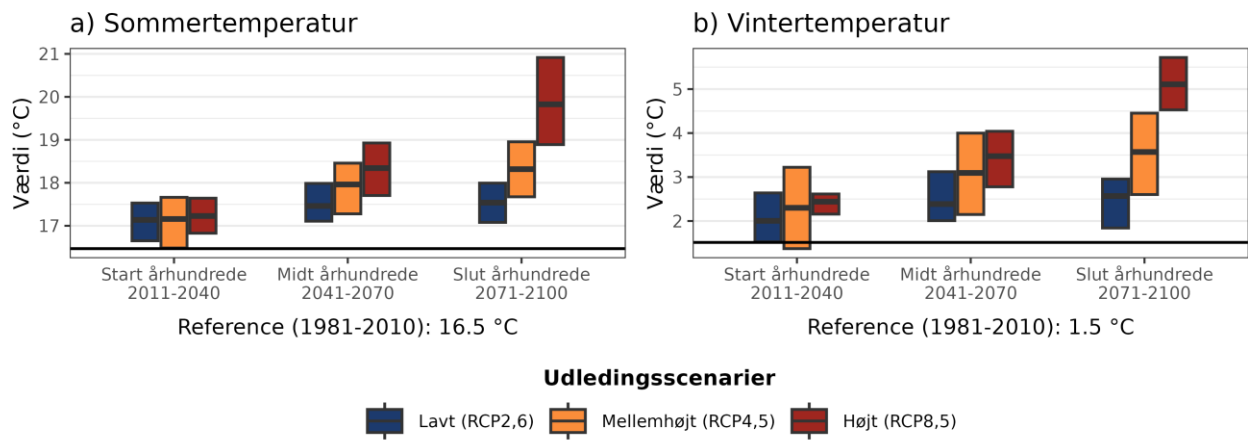 a) Sommertemperatur
Værdi (°C)
21
20
19
18
17
Start århundrede
2011-2040
Midt århundrede
2041-2070
Slut århundrede
2071-2100
Reference (1981-2010): 16.5 °C
b) Vintertemperatur
Værdi (°C)
5
4
3
2
Start århundrede
2011-2040
Midt århundrede
2041-2070
Slut århundrede
2071-2100
Reference (1981-2010): 1.5 °C
Udledingsscenarier
Lavt (RCP2,6)
Mellemhøjt (RCP4,5)
Højt (RCP8,5)